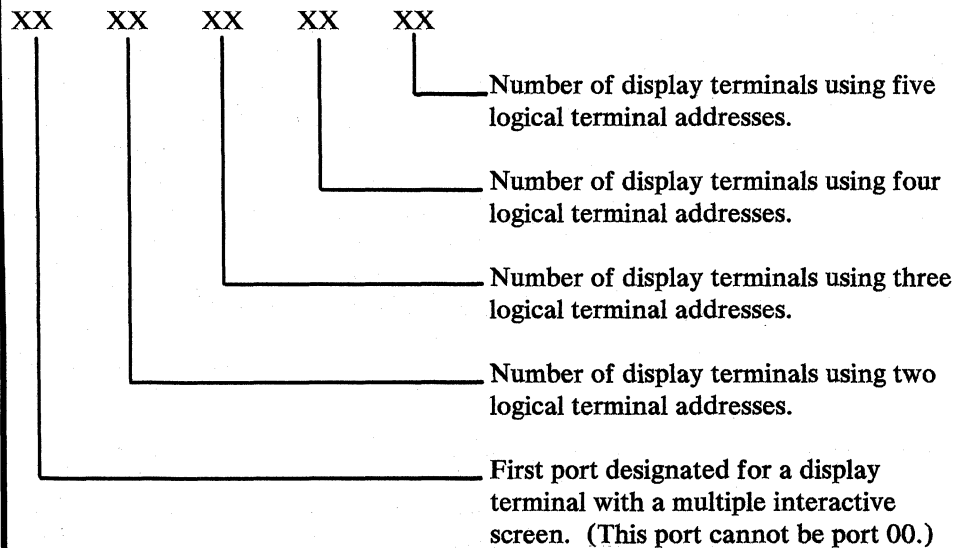 XX XX XX XX XX
Number of display terminals using five
logical terminal addresses.
Number of display terminals using four
logical terminal addresses.
Number of display terminals using three
logical terminal addresses.
Number of display terminals using two
logical terminal addresses.
First port designated for a display
terminal with a multiple interactive
screen. (This port cannot be port 00.)